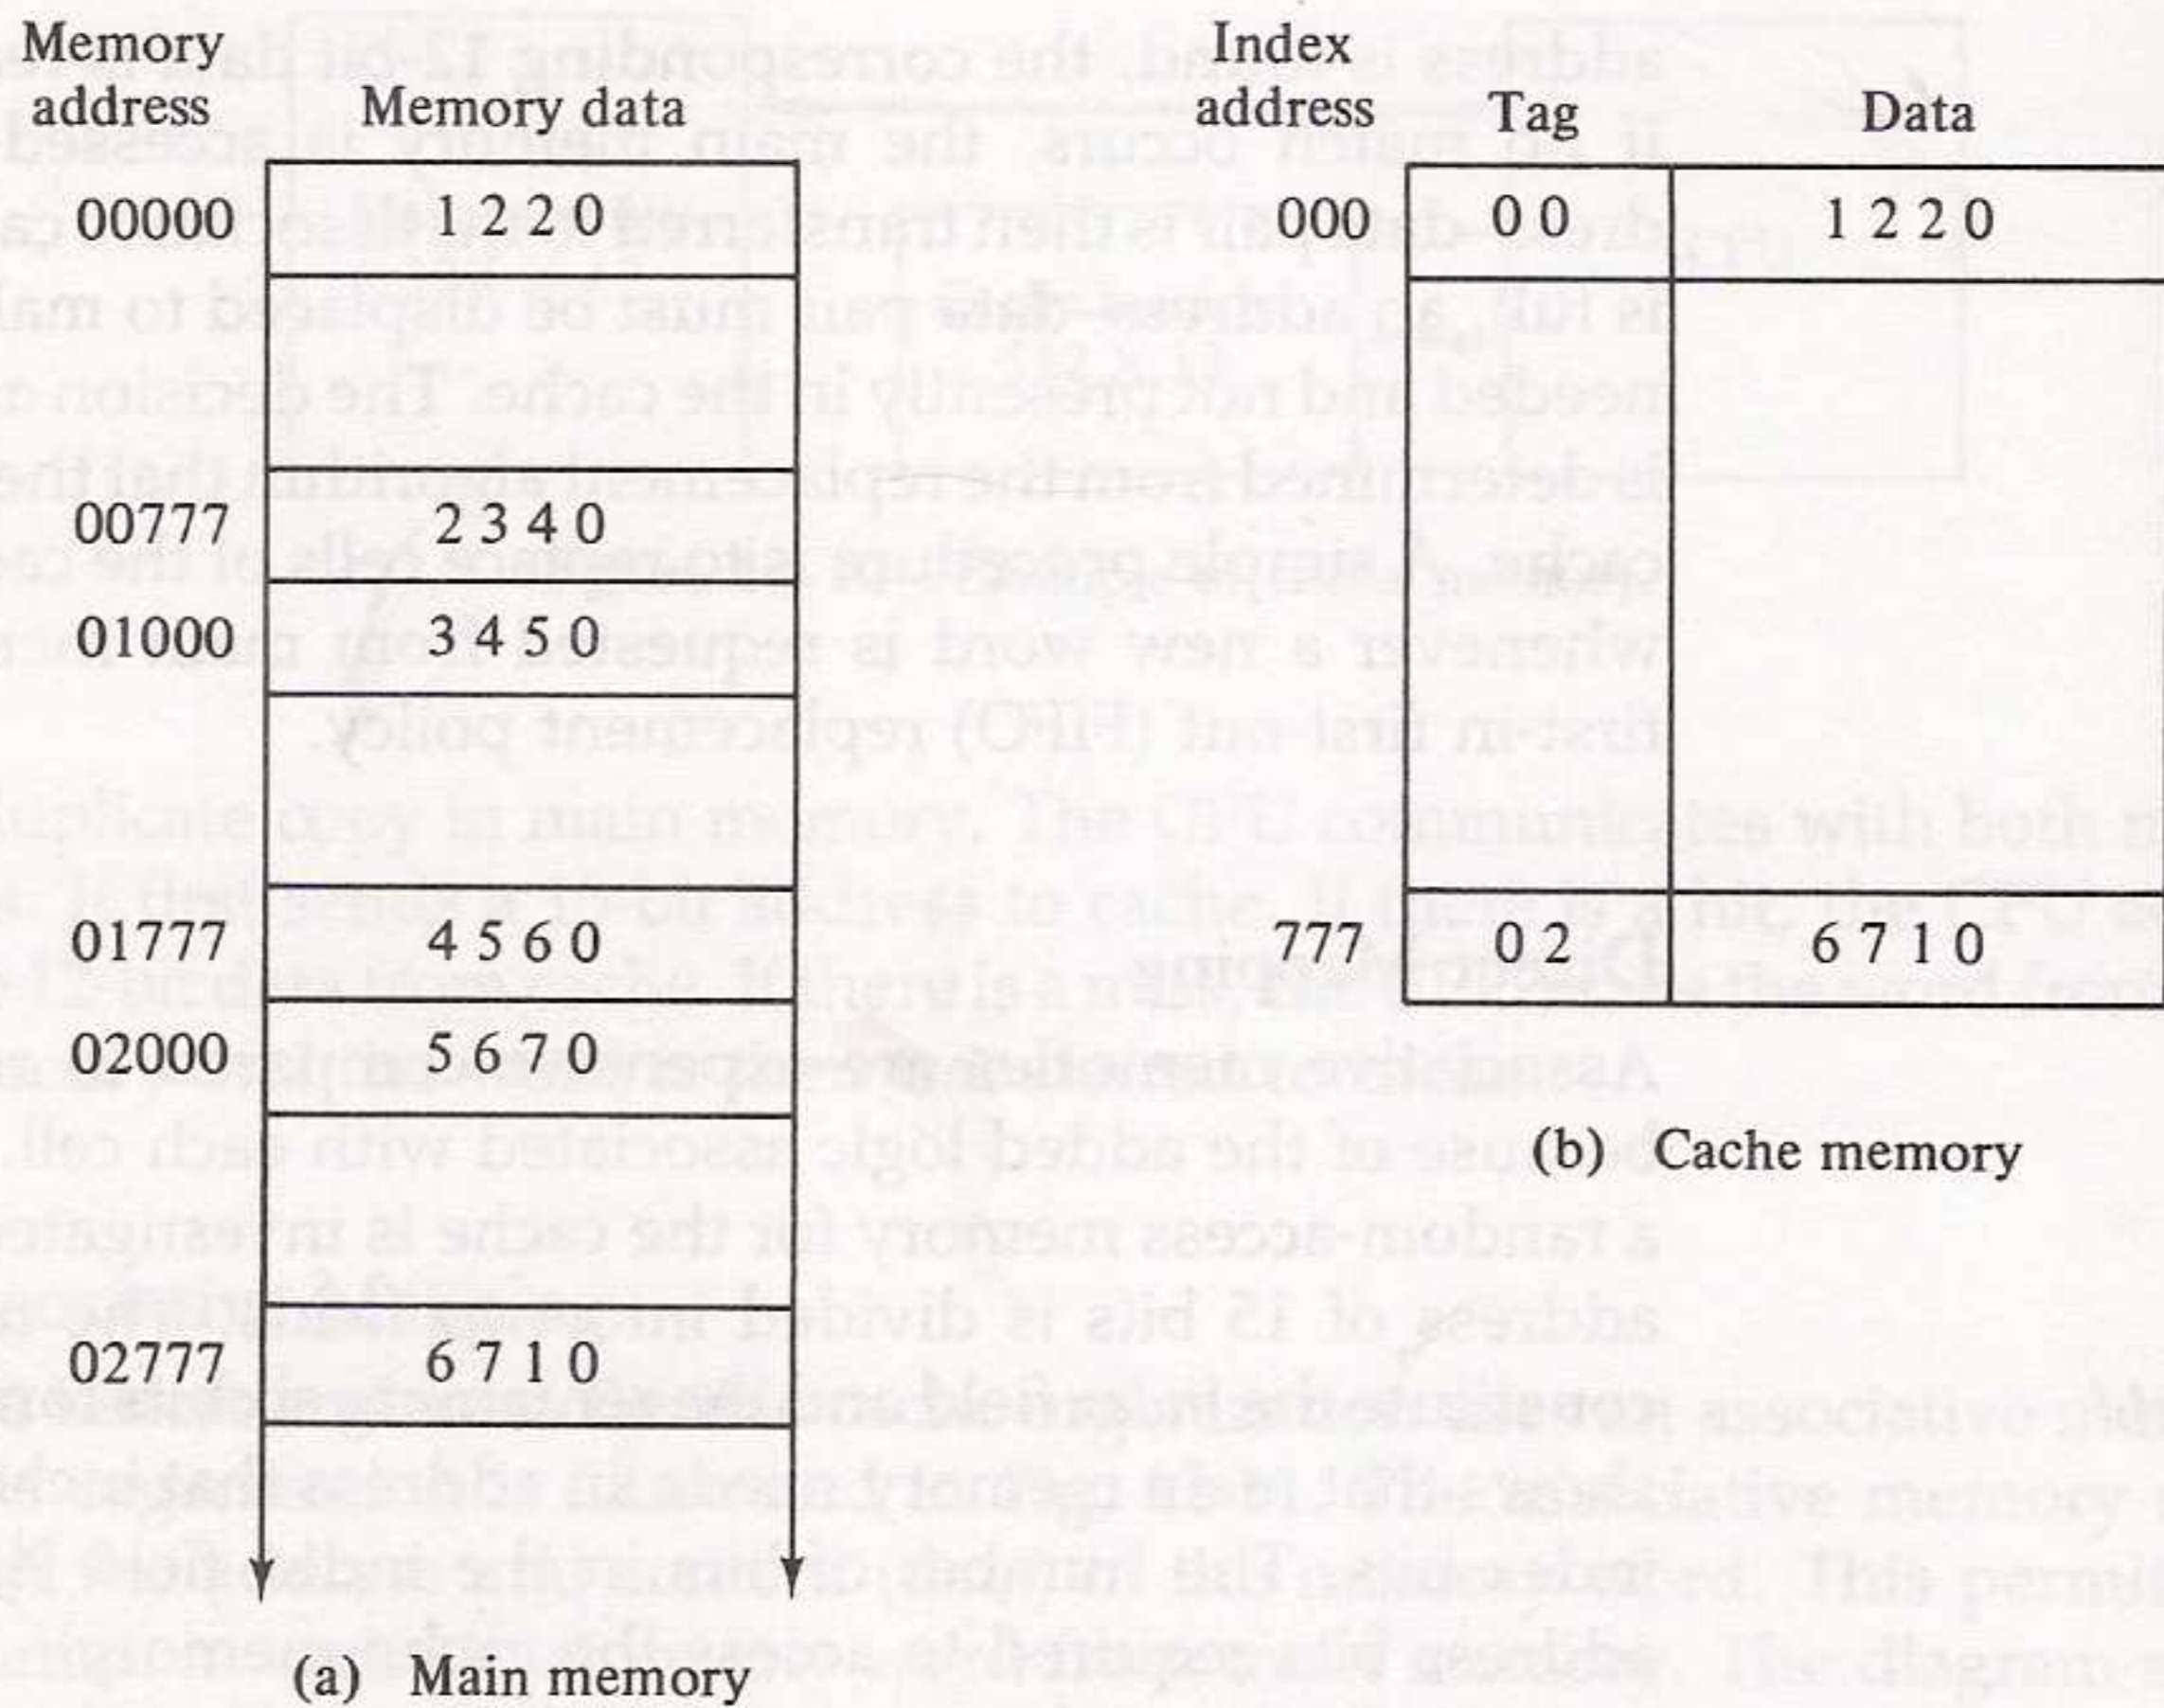 Memory address
Memory data
00000 1 2 2 0
00777 2 3 4 0
01000 3 4 5 0
01777 4 5 6 0
02000 5 6 7 0
02777 6 7 1 0
(a) Main memory
Index address
Tag
Data
000 0 0 1 2 2 0
777 0 2 6 7 1 0
(b) Cache memory